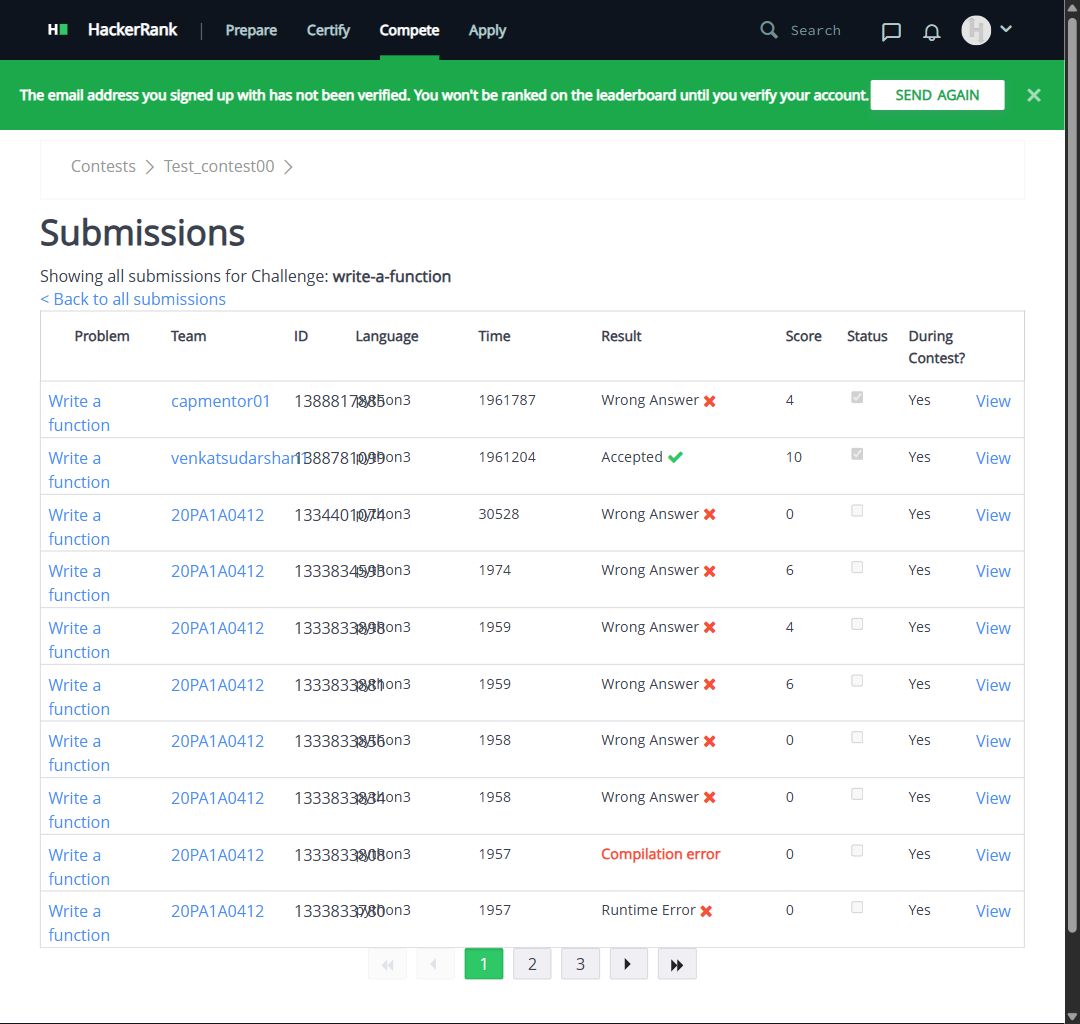 H HackerRank | Prepare Certify Compete Apply Search
The email address you signed up with has not been verified. You won't be ranked on the leaderboard until you verify your account. SEND AGAIN
Contests > Test_contest00 >
Submissions
Showing all submissions for Challenge: write-a-function
< Back to all submissions
Problem Team ID Language Time Result Score Status During
Contest?
Write a capmentor01 1388817885 python3 1961787 Wrong Answer 4 Yes View
function
Write a venkatsudarshan1 1388781099 python3 1961204 Accepted 10 Yes View
function
Write a 20PA1A0412 1334401074 python3 30528 Wrong Answer 0 Yes View
function
Write a 20PA1A0412 1333834593 python3 1974 Wrong Answer 6 Yes View
function
Write a 20PA1A0412 1333833898 python3 1959 Wrong Answer 4 Yes View
function
Write a 20PA1A0412 1333833881 python3 1959 Wrong Answer 6 Yes View
function
Write a 20PA1A0412 1333833856 python3 1958 Wrong Answer 0 Yes View
function
Write a 20PA1A0412 1333833834 python3 1958 Wrong Answer 0 Yes View
function
Write a 20PA1A0412 1333833808 python3 1957 Compilation error 0 Yes View
function
Write a 20PA1A0412 1333833780 python3 1957 Runtime Error 0 Yes View
function
1 2 3